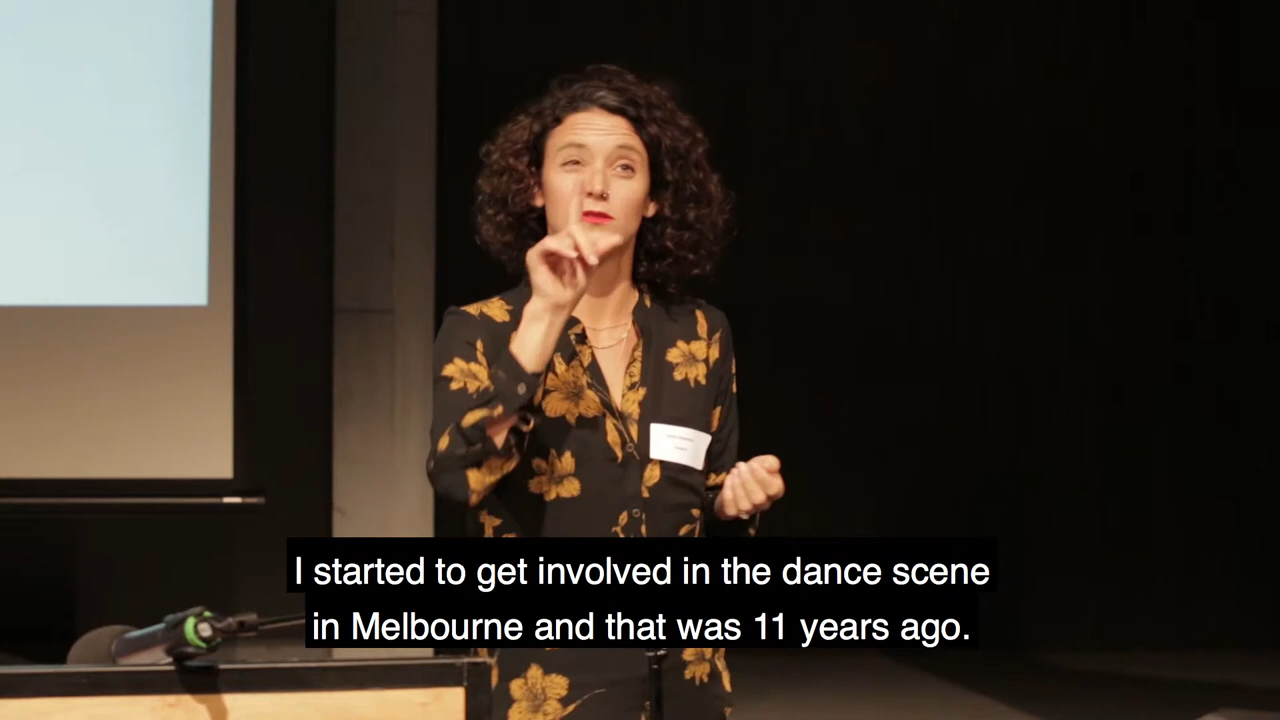 I started to get involved in the dance scene
in Melbourne and that was 11 years ago.